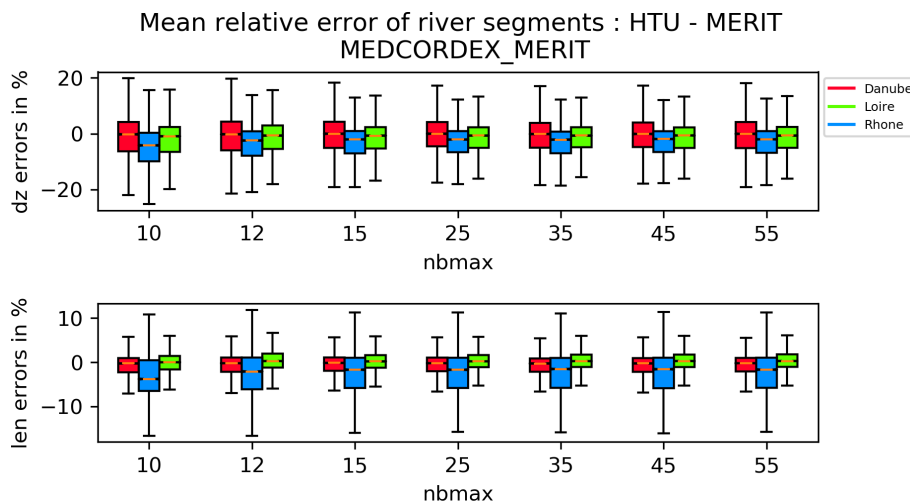 Mean relative error of river segments : HTU - MERIT
MEDCORDEX_MERIT
dz errors in %
20
0
−20
10 12 15 25 35 45 55
nbmax
Danube
Loire
Rhone
len errors in %
10
0
−10
10 12 15 25 35 45 55
nbmax